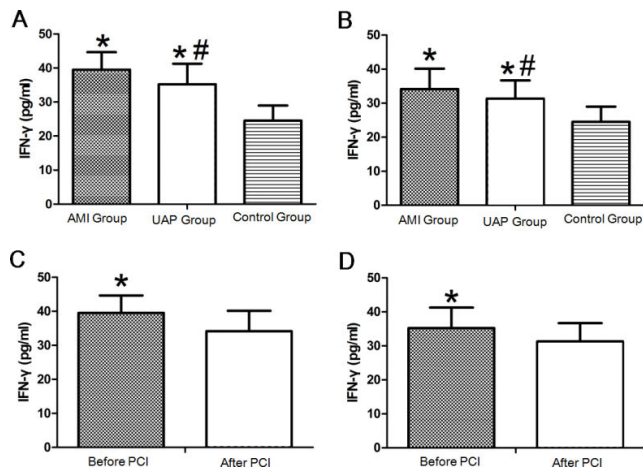 A
IFN-γ (pg/ml)
50
40
30
20
10
0
*
* #
AMI Group UAP Group Control Group
B
IFN-γ (pg/ml)
50
40
30
20
10
0
*
* #
AMI Group UAP Group Control Group
C
IFN-γ (pg/ml)
50
40
30
20
10
0
*
Before PCI After PCI
D
IFN-γ (pg/ml)
50
40
30
20
10
0
*
Before PCI After PCI